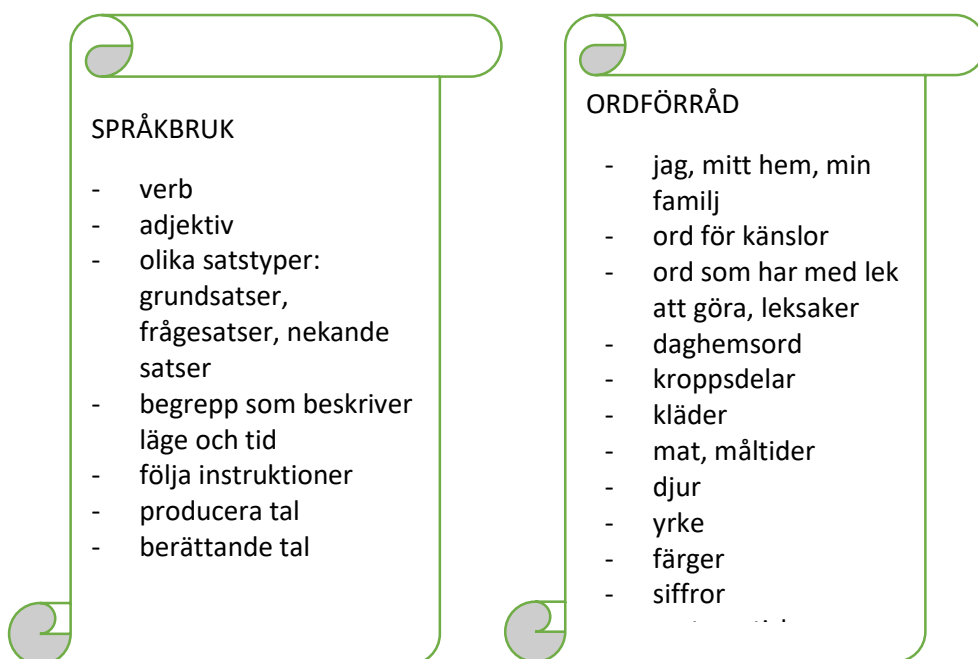 SPRÅKBRUK
- verb
- adjektiv
- olika satstyper:
grundsatser,
frågesatser, nekande
satser
- begrepp som beskriver
läge och tid
- följa instruktioner
- producera tal
- berättande tal
ORDFÖRRÅD
- jag, mitt hem, min
familj
- ord för känslor
- ord som har med lek
att göra, leksaker
- daghemsord
- kroppsdelar
- kläder
- mat, måltider
- djur
- yrke
- färger
- siffror